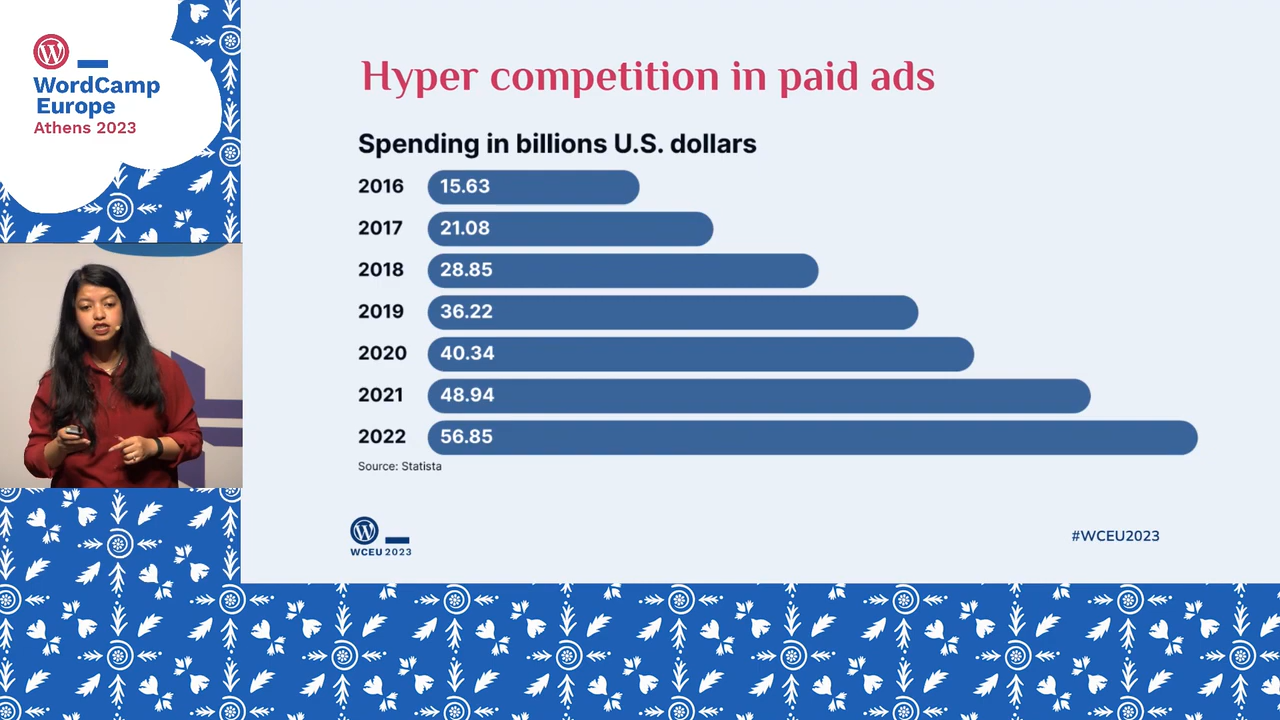 WordCamp
Europe
Athens 2023
Hyper competition in paid ads
Spending in billions U.S. dollars
2016 15.63
2017 21.08
2018 28.85
2019 36.22
2020 40.34
2021 48.94
2022 56.85
Source: Statista
WCEU 2023
#WCEU2023